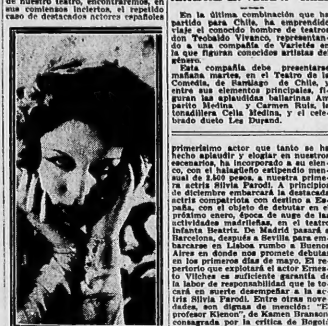 de nuestro teatro, encontraremos, en
sus comienzos inciertos, el repetido
caso de destacados actores españoles
En la última combinación que ha
partido para Chile, ha emprendido
viaje el conocido hombre de teatro
don Teobaldo Vivanco, representan-
do a una compañía de Varietés en
la que figuran conocidos artistas del
género.
Esta compañía debe presentarse
mañana martes, en el Teatro de la
Comedia, de Santiago de Chile, y
entre sus elementos principales, fi-
guran las aplaudidas bailarinas Am
parito Medina y Carmen Ruiz, la
tonadillera Celia Medina, y el cele-
brado dueto Les Durand.
primerísimo actor que tanto se ha
hecho aplaudir y elogiar en nuestros
escenarios, ha incorporado a su elen-
co, con el halagüeño estipendio men-
sual de 2,500 pesos, a nuestra prime-
ra actriz Silvia Parodi. A principio
de diciembre embarcará la destacada
actriz compatriota con destino a Es-
paña, con el objeto de debutar en el
próximo enero, época de auge de las
actividades madrileñas, en el teatro
Infanta Beatriz. De Madrid pasará a
Barcelona, después a Sevilla para em-
barcarse en Lisboa rumbo a Buenos
Aires en donde nos promete debutar
en los primeros días de mayo. El re-
pertorio que explotará el actor Ernes-
to Vilches es suficiente garantía de
la labor de responsabilidad que le to-
cará en suerte desempeñar a la ac-
triz Silvia Parodi. Entre otras nove-
dades, son dignas de mención: "El
profesor Klenon", de Kamen Branson
consagrada por la crítica de Bogotá